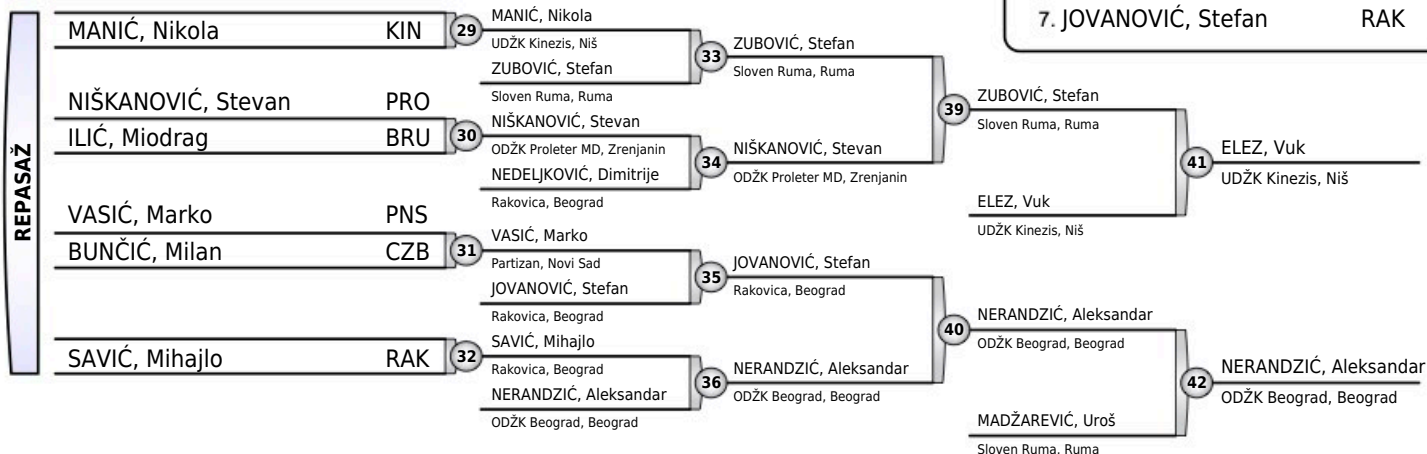 7. JOVANOVIĆ, Stefan RAK
REPASAŽ
MANIĆ, Nikola KIN
NIŠKANOVIĆ, Stevan PRO
ILIĆ, Miodrag BRU
VASIĆ, Marko PNS
BUNČIĆ, Milan CZB
SAVIĆ, Mihajlo RAK
29
MANIĆ, Nikola
UDŽK Kinezis, Niš
ZUBOVIĆ, Stefan
Sloven Ruma, Ruma
30
NIŠKANOVIĆ, Stevan
ODŽK Proleter MD, Zrenjanin
NEDELJKOVIĆ, Dimitrije
Rakovica, Beograd
31
VASIĆ, Marko
Partizan, Novi Sad
JOVANOVIĆ, Stefan
Rakovica, Beograd
32
SAVIĆ, Mihajlo
Rakovica, Beograd
NERANDZIĆ, Aleksandar
ODŽK Beograd, Beograd
33
ZUBOVIĆ, Stefan
Sloven Ruma, Ruma
34
NIŠKANOVIĆ, Stevan
ODŽK Proleter MD, Zrenjanin
35
JOVANOVIĆ, Stefan
Rakovica, Beograd
36
NERANDZIĆ, Aleksandar
ODŽK Beograd, Beograd
39
ZUBOVIĆ, Stefan
Sloven Ruma, Ruma
ELEZ, Vuk
UDŽK Kinezis, Niš
40
NERANDZIĆ, Aleksandar
ODŽK Beograd, Beograd
MADŽAREVIĆ, Uroš
Sloven Ruma, Ruma
41
ELEZ, Vuk
UDŽK Kinezis, Niš
42
NERANDZIĆ, Aleksandar
ODŽK Beograd, Beograd